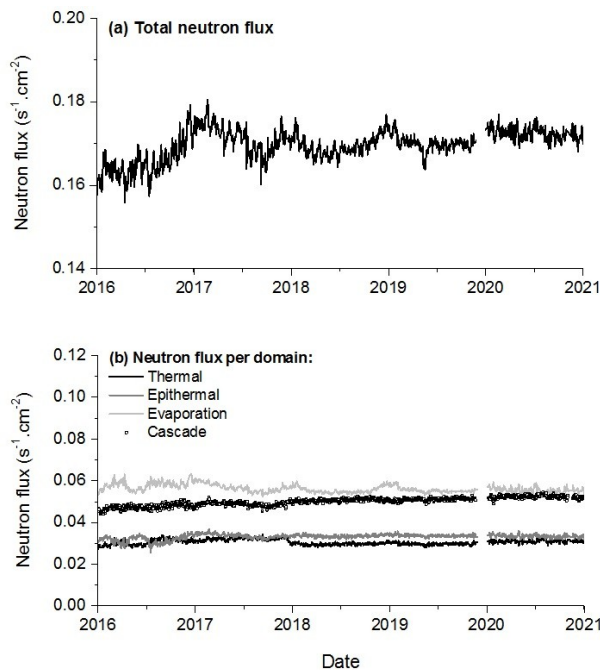 (a) Total neutron flux
Neutron flux (s⁻¹.cm⁻²)
0.20
0.18
0.16
0.14
2016 2017 2018 2019 2020 2021
(b) Neutron flux per domain:
Thermal
Epithermal
Evaporation
Cascade
Neutron flux (s⁻¹.cm⁻²)
0.12
0.10
0.08
0.06
0.04
0.02
0.00
2016 2017 2018 2019 2020 2021
Date